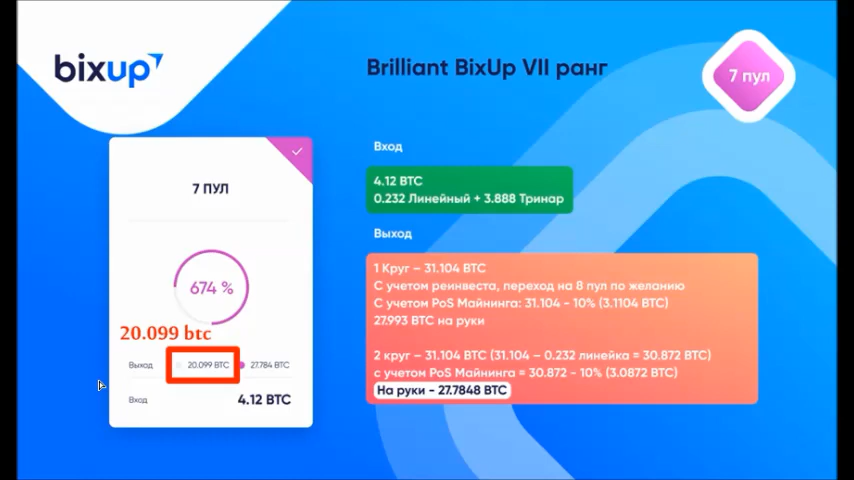 bixup
Brilliant BixUp VII ранг
7 пул
7 ПУЛ
674 %
20.099 btc
Выход 20.099 BTC 27.784 BTC
Вход 4.12 BTC
Вход
4.12 BTC
0.232 Линейный + 3.888 Тринар
Выход
1 Круг – 31.104 BTC
С учетом реинвеста, переход на 8 пул по желанию
С учетом PoS Майнинга: 31.104 - 10% (3.1104 BTC)
27.993 BTC на руки
2 круг – 31.104 BTC (31.104 – 0.232 линейка = 30.872 BTC)
с учетом PoS Майнинга = 30.872 - 10% (3.0872 BTC)
На руки - 27.7848 BTC